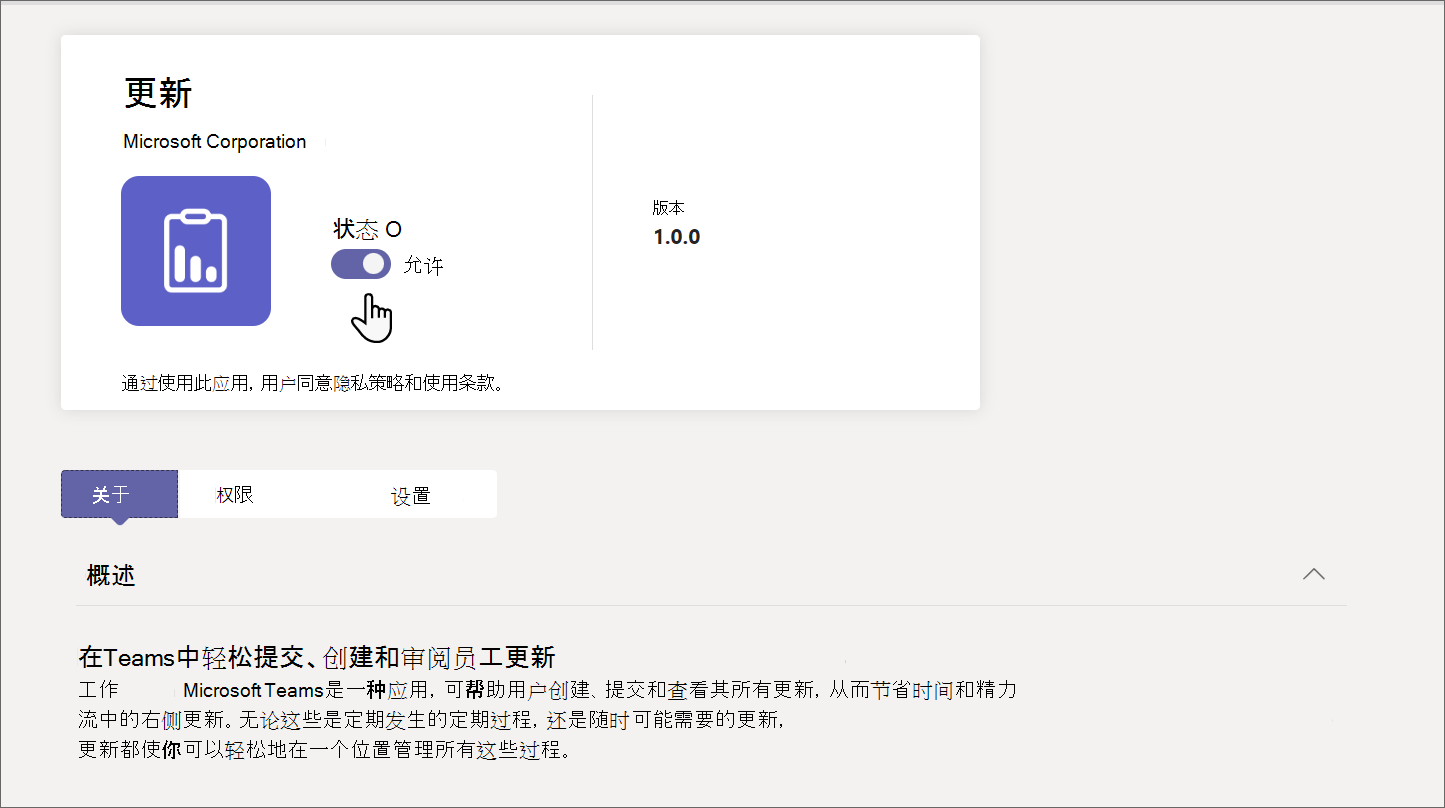 更新
Microsoft Corporation
状态 O
允许
版本
1.0.0
通过使用此应用, 用户同意隐私策略和使用条款。
关于
权限
设置
概述
在Teams中轻松提交、创建和审阅员工更新
工作 Microsoft Teams是一种应用, 可帮助用户创建、提交和查看其所有更新, 从而节省时间和精力
流中的右侧更新。无论这些是定期发生的定期过程, 还是随时可能需要的更新,
更新都使你可以轻松地在一个位置管理所有这些过程。